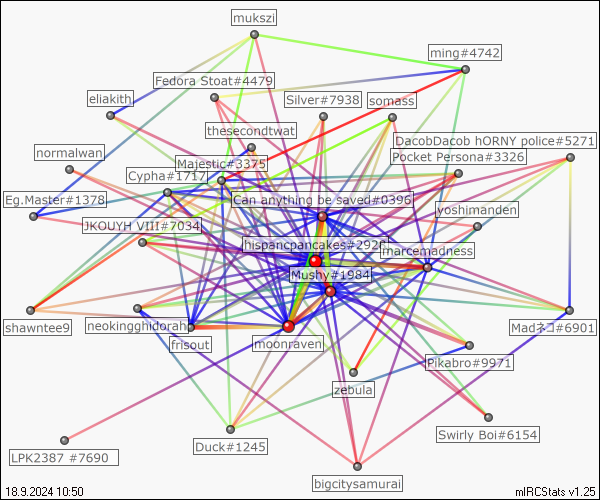 mukszi
ming#4742
Fedora Stoat#4479
eliakith
Silver#7938
somass
thesecondtwat
DacobDacob hORNY police#5271
normalwan
Majestic#3375
Pocket Persona#3326
Cypha#1717
Eg.Master#1378
Can anything be saved#0396
yoshimanden
JKOUYH VIII#7034
hispancpancakes#2926
marcemadness
Mushy#1984
shawntee9
neokingghidorah
Madネコ#6901
frisout
moonraven
Pikabro#9971
zebula
Swirly Boi#6154
Duck#1245
LPK2387 #7690
bigcitysamurai
18.9.2024 10:50
mIRCStats v1.25